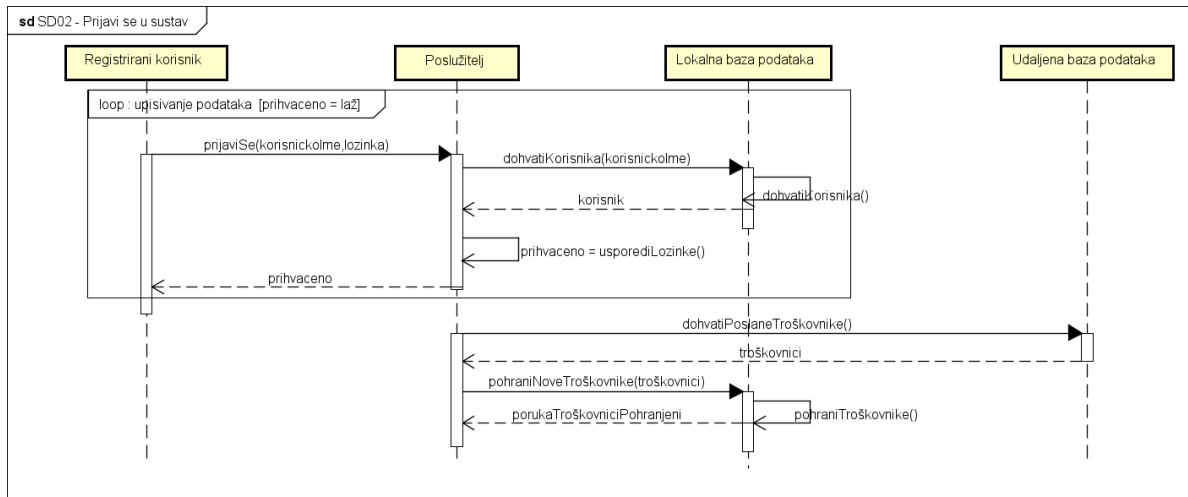 sd SD02 - Prijavi se u sustav
Registrirani korisnik
Poslužitelj
Lokalna baza podataka
Udaljena baza podataka
loop : upisivanje podataka [prihvaceno = laž]
prijaviSe(korisnickoIme,lozinka)
dohvatiKorisnika(korisnickoIme)
dohvatiKorisnika()
korisnik
prihvaceno = usporediLozinke()
prihvaceno
dohvatiPoslaneTroškovnike()
troškovnici
pohraniNoveTroškovnike(troškovnici)
porukaTroškovniciPohranjeni
pohraniTroškovnike()